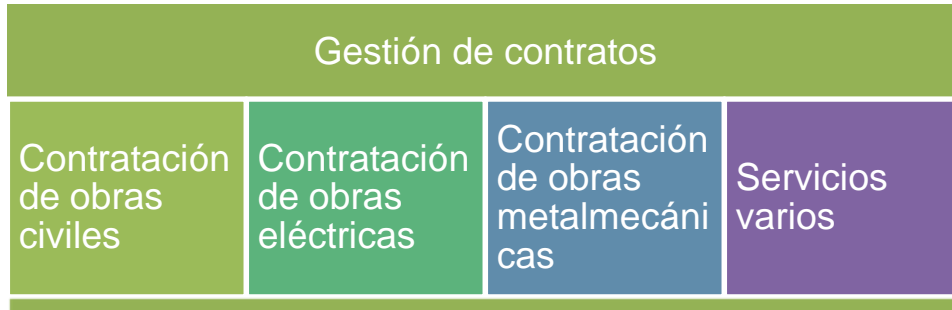 Gestión de contratos
Contratación
de obras
civiles
Contratación
de obras
eléctricas
Contratación
de obras
metalmecáni
cas
Servicios
varios